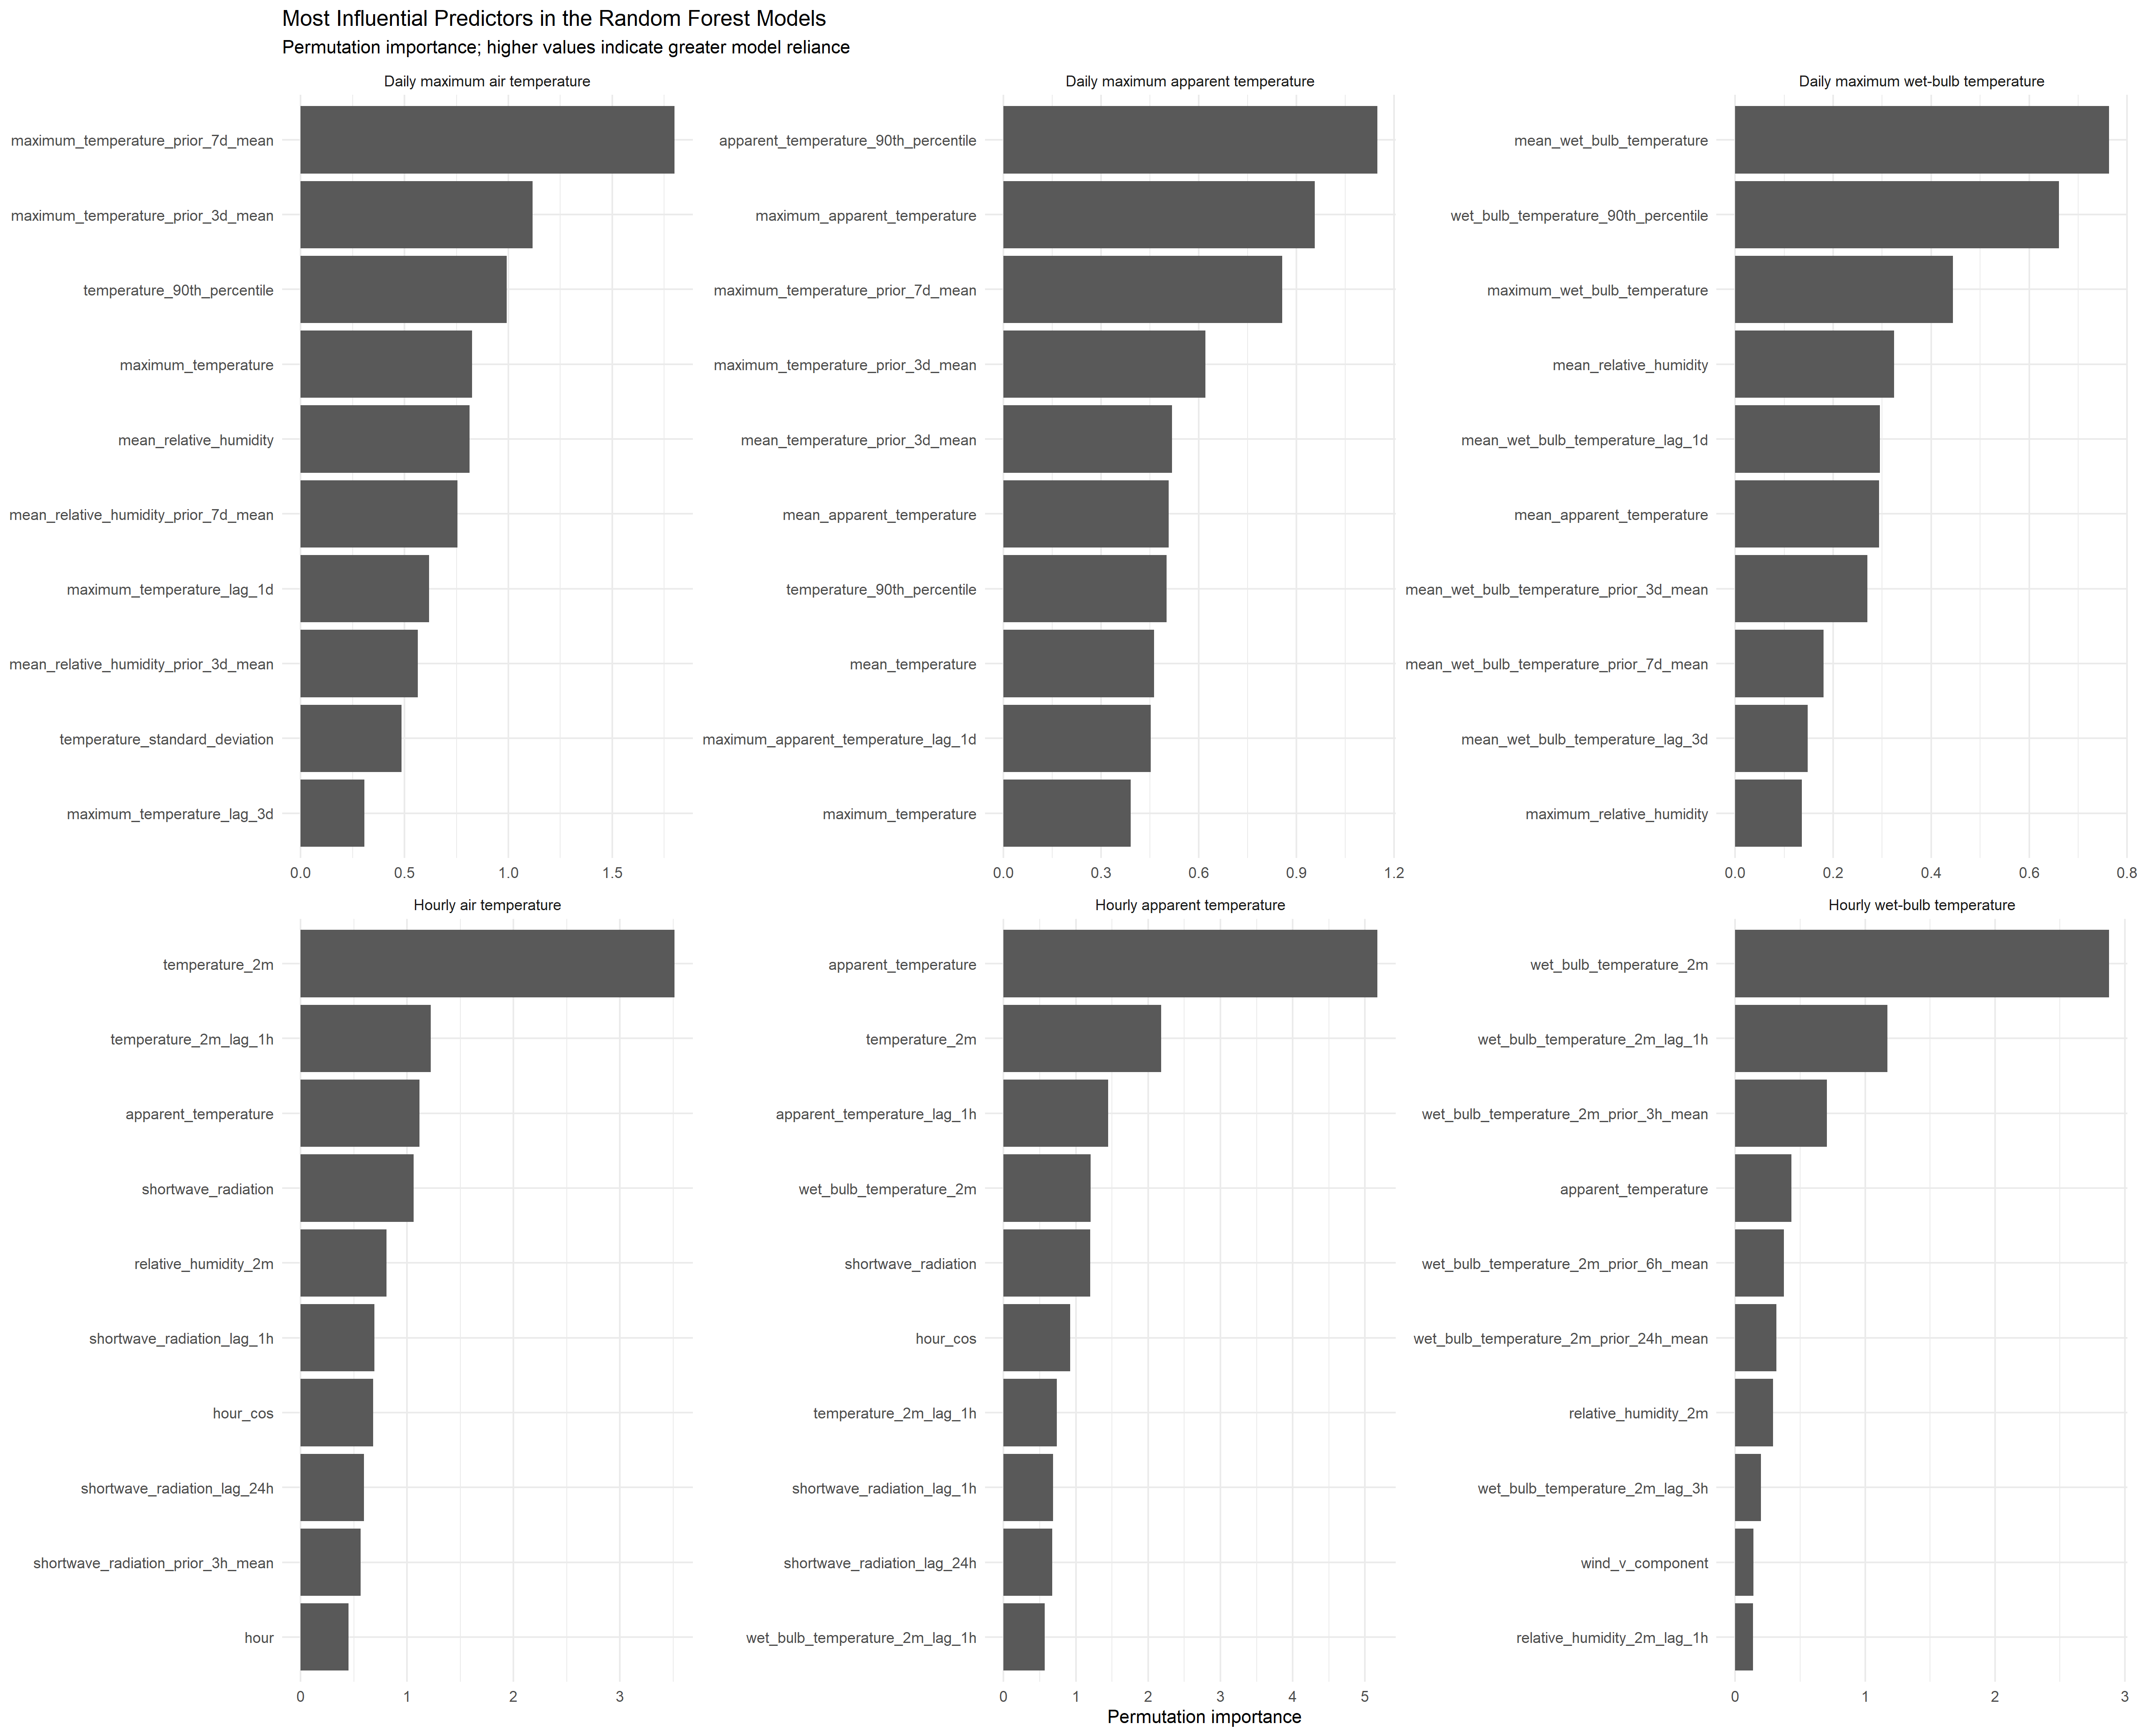 Most Influential Predictors in the Random Forest Models
Permutation importance; higher values indicate greater model reliance
Daily maximum air temperature
maximum_temperature_prior_7d_mean
maximum_temperature_prior_3d_mean
temperature_90th_percentile
maximum_temperature
mean_relative_humidity
mean_relative_humidity_prior_7d_mean
maximum_temperature_lag_1d
mean_relative_humidity_prior_3d_mean
temperature_standard_deviation
maximum_temperature_lag_3d
0.0 0.5 1.0 1.5
Daily maximum apparent temperature
apparent_temperature_90th_percentile
maximum_apparent_temperature
maximum_temperature_prior_7d_mean
maximum_temperature_prior_3d_mean
mean_temperature_prior_3d_mean
mean_apparent_temperature
temperature_90th_percentile
mean_temperature
maximum_apparent_temperature_lag_1d
maximum_temperature
0.0 0.3 0.6 0.9 1.2
Daily maximum wet-bulb temperature
mean_wet_bulb_temperature
wet_bulb_temperature_90th_percentile
maximum_wet_bulb_temperature
mean_relative_humidity
mean_wet_bulb_temperature_lag_1d
mean_apparent_temperature
mean_wet_bulb_temperature_prior_3d_mean
mean_wet_bulb_temperature_prior_7d_mean
mean_wet_bulb_temperature_lag_3d
maximum_relative_humidity
0.0 0.2 0.4 0.6 0.8
Hourly air temperature
temperature_2m
temperature_2m_lag_1h
apparent_temperature
shortwave_radiation
relative_humidity_2m
shortwave_radiation_lag_1h
hour_cos
shortwave_radiation_lag_24h
shortwave_radiation_prior_3h_mean
hour
0 1 2 3
Hourly apparent temperature
apparent_temperature
temperature_2m
apparent_temperature_lag_1h
wet_bulb_temperature_2m
shortwave_radiation
hour_cos
temperature_2m_lag_1h
shortwave_radiation_lag_1h
shortwave_radiation_lag_24h
wet_bulb_temperature_2m_lag_1h
0 1 2 3 4 5
Hourly wet-bulb temperature
wet_bulb_temperature_2m
wet_bulb_temperature_2m_lag_1h
wet_bulb_temperature_2m_prior_3h_mean
apparent_temperature
wet_bulb_temperature_2m_prior_6h_mean
wet_bulb_temperature_2m_prior_24h_mean
relative_humidity_2m
wet_bulb_temperature_2m_lag_3h
wind_v_component
relative_humidity_2m_lag_1h
0 1 2 3
Permutation importance